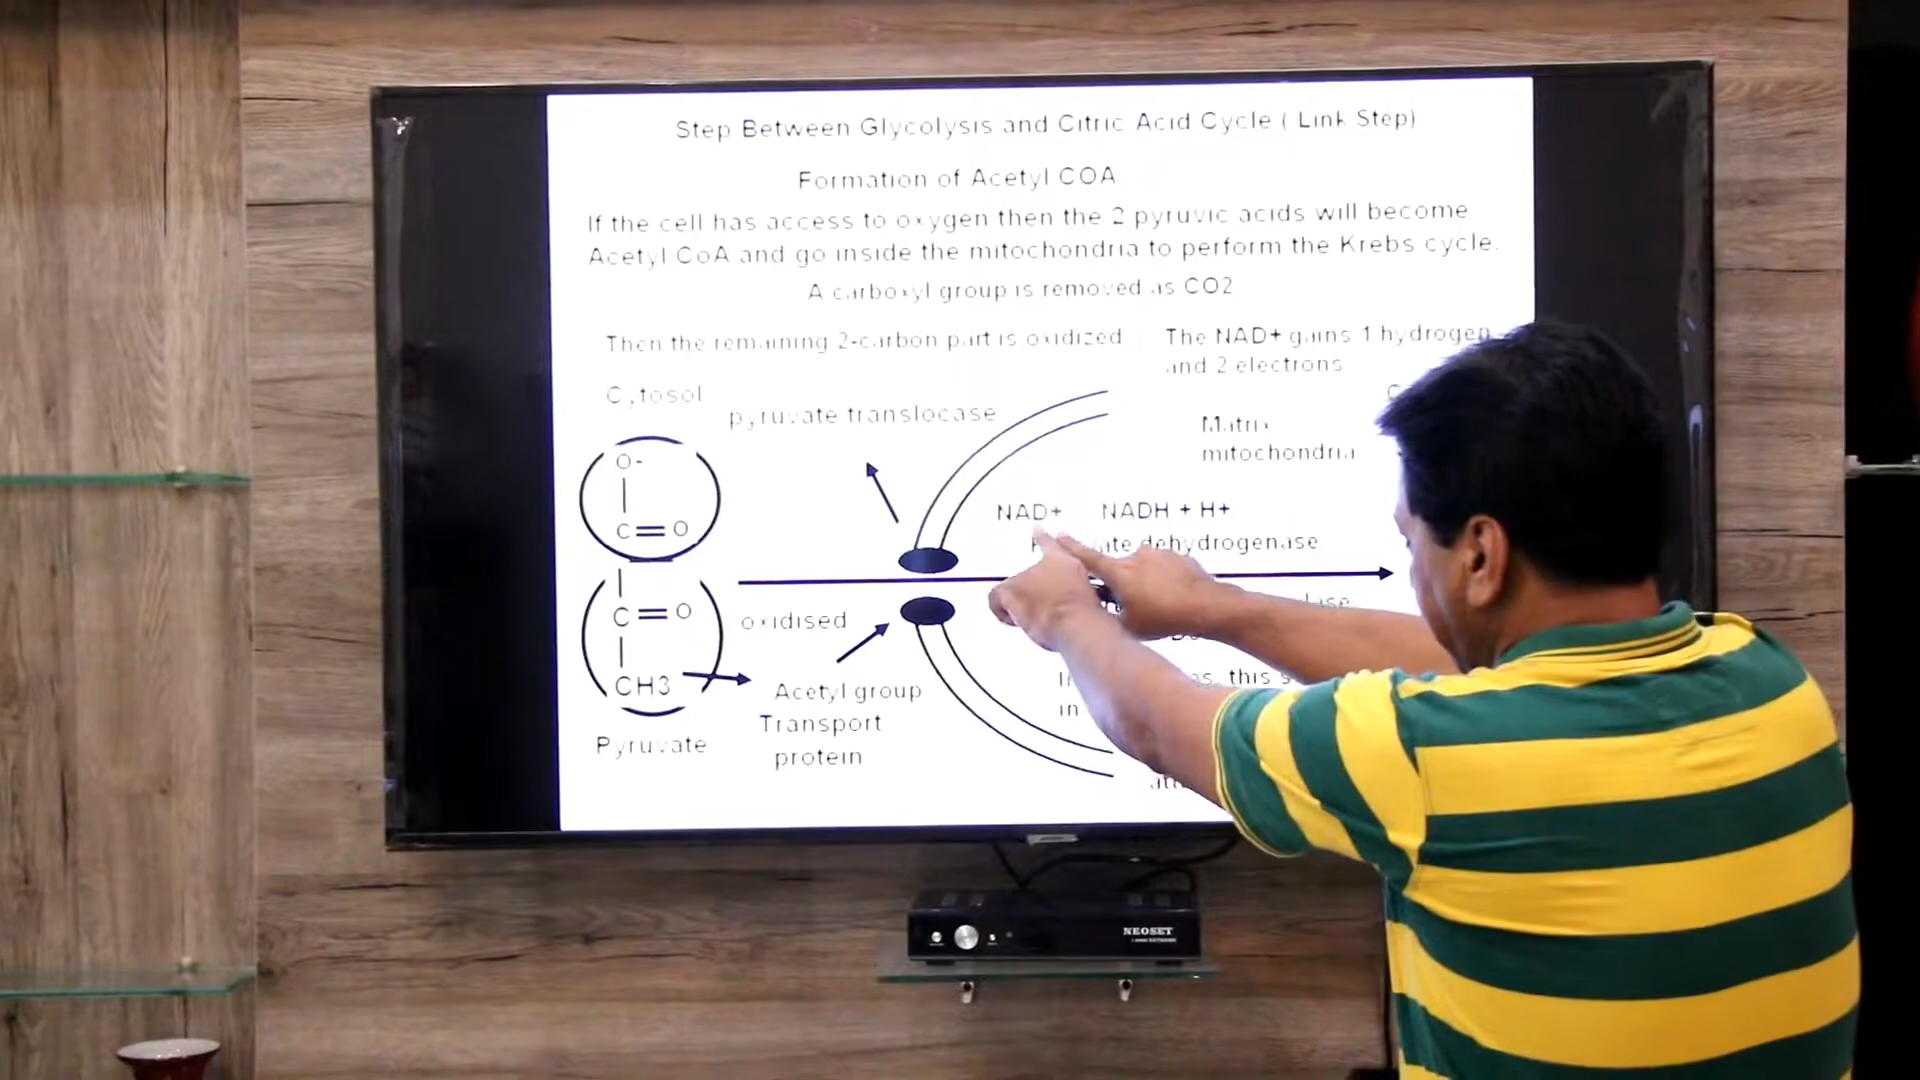 Step Between Glycolysis and Citric Acid Cycle ( Link Step)
Formation of Acetyl COA
If the cell has access to oxygen then the 2 pyruvic acids will become
Acetyl CoA and go inside the mitochondria to perform the Krebs cycle.
A carboxyl group is removed as CO2
Then the remaining 2-carbon part is oxidized
The NAD+ gains 1 hydrogen
and 2 electrons
Cytosol
pyruvate translocase
Matrix
mitochondria
O-
C=O
NAD+ NADH + H+
dehydrogenase
C=O
oxidised
CH3
this
in
Acetyl group
Transport
protein
Pyruvate
NEOSET